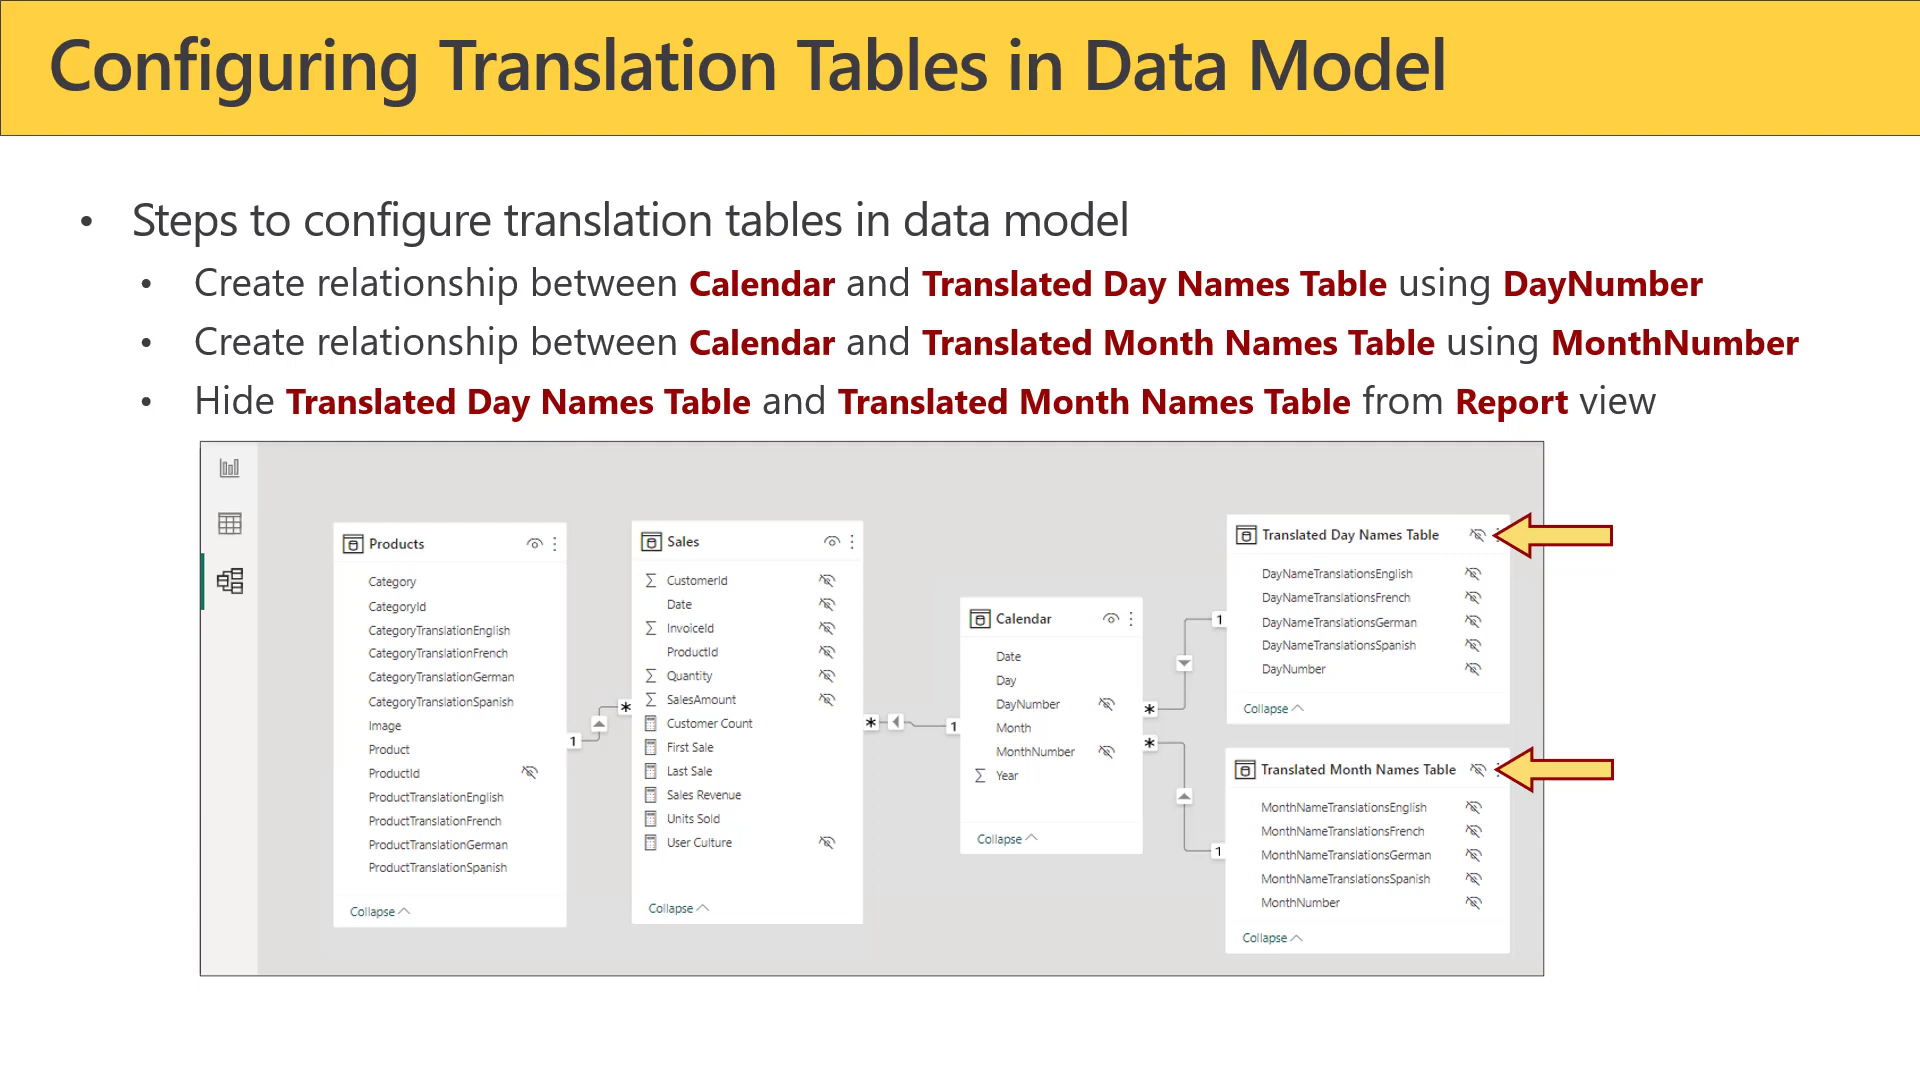 Configuring Translation Tables in Data Model
• Steps to configure translation tables in data model
• Create relationship between Calendar and Translated Day Names Table using DayNumber
• Create relationship between Calendar and Translated Month Names Table using MonthNumber
• Hide Translated Day Names Table and Translated Month Names Table from Report view
Products
Category
CategoryId
CategoryTranslationEnglish
CategoryTranslationFrench
CategoryTranslationGerman
CategoryTranslationSpanish
Image
Product
ProductId
ProductTranslationEnglish
ProductTranslationFrench
ProductTranslationGerman
ProductTranslationSpanish
Collapse
1
*
Sales
∑ CustomerId
Date
∑ InvoiceId
ProductId
∑ Quantity
∑ SalesAmount
Customer Count
First Sale
Last Sale
Sales Revenue
Units Sold
User Culture
Collapse
*
1
Calendar
Date
Day
DayNumber
Month
MonthNumber
∑ Year
Collapse
*
1
*
1
Translated Day Names Table
DayNameTranslationsEnglish
DayNameTranslationsFrench
DayNameTranslationsGerman
DayNameTranslationsSpanish
DayNumber
Collapse
Translated Month Names Table
MonthNameTranslationsEnglish
MonthNameTranslationsFrench
MonthNameTranslationsGerman
MonthNameTranslationsSpanish
MonthNumber
Collapse